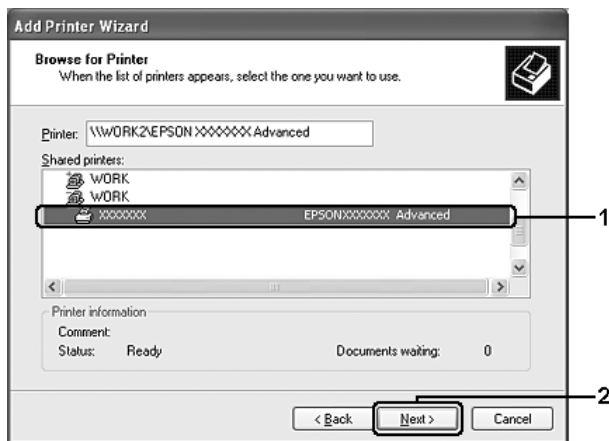 Add Printer Wizard
Browse for Printer
When the list of printers appears, select the one you want to use.
Printer: \\WORK2\EPSON XXXXXXX Advanced
Shared printers:
WORK
WORK
XXXXXXX EPSONXXXXXXX Advanced
1
Printer information
Comment:
Status: Ready Documents waiting: 0
2
< Back Next > Cancel